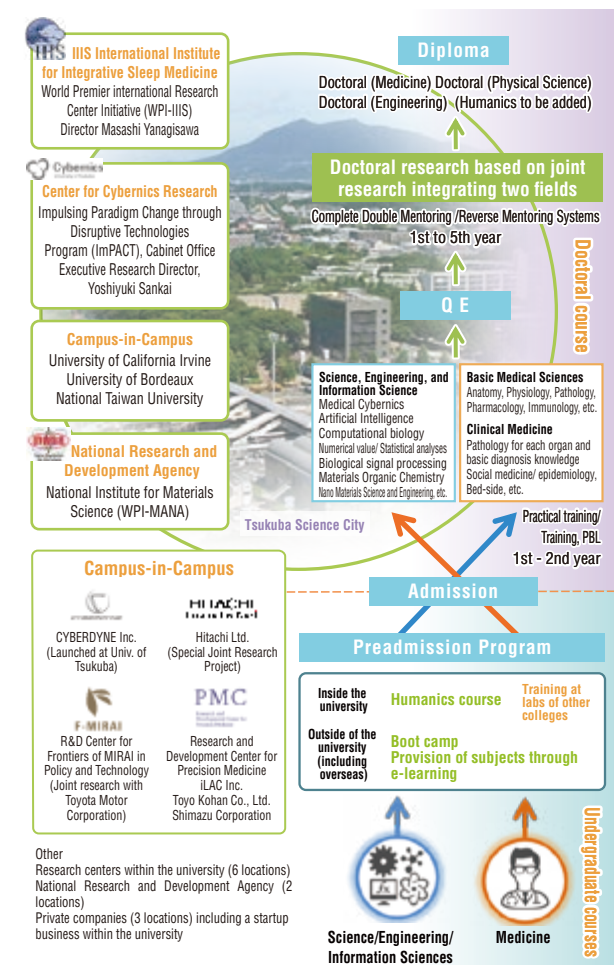 IIIS
IIIS International Institute
for Integrative Sleep Medicine
World Premier international Research
Center Initiative (WPI-IIIS)
Director Masashi Yanagisawa
Cybernics
Center for Cybernics Research
Impulsing Paradigm Change through
Disruptive Technologies
Program (ImPACT), Cabinet Office
Executive Research Director,
Yoshiyuki Sankai
Campus-in-Campus
University of California Irvine
University of Bordeaux
National Taiwan University
National Research and
Development Agency
National Institute for Materials
Science (WPI-MANA)
Tsukuba Science City
Campus-in-Campus
CYBERDYNE Inc.
(Launched at Univ. of
Tsukuba)
HITACHI
Hitachi Ltd.
(Special Joint Research
Project)
F-MIRAI
R&D Center for
Frontiers of MIRAI in
Policy and Technology
(Joint research with
Toyota Motor
Corporation)
PMC
Research and
Development Center for
Precision Medicine
iLAC Inc.
Toyo Kohan Co., Ltd.
Shimazu Corporation
Other
Research centers within the university (6 locations)
National Research and Development Agency (2
locations)
Private companies (3 locations) including a startup
business within the university
Diploma
Doctoral (Medicine) Doctoral (Physical Science)
Doctoral (Engineering) (Humanics to be added)
Doctoral research based on joint
research integrating two fields
Complete Double Mentoring /Reverse Mentoring Systems
1st to 5th year
Q E
Doctoral course
Science, Engineering, and
Information Science
Medical Cybernics
Artificial Intelligence
Computational biology
Numerical value/ Statistical analyses
Biological signal processing
Materials Organic Chemistry
Nano Materials Science and Engineering, etc.
Basic Medical Sciences
Anatomy, Physiology, Pathology,
Pharmacology, Immunology, etc.
Clinical Medicine
Pathology for each organ and
basic diagnosis knowledge
Social medicine/ epidemiology,
Bed-side, etc.
Practical training/
Training, PBL
1st - 2nd year
Admission
Preadmission Program
Inside the
university
Humanics course
Training at
labs of other
colleges
Outside of the
university
(including
overseas)
Boot camp
Provision of subjects through
e-learning
Undergraduate courses
Science/Engineering/
Information Sciences
Medicine